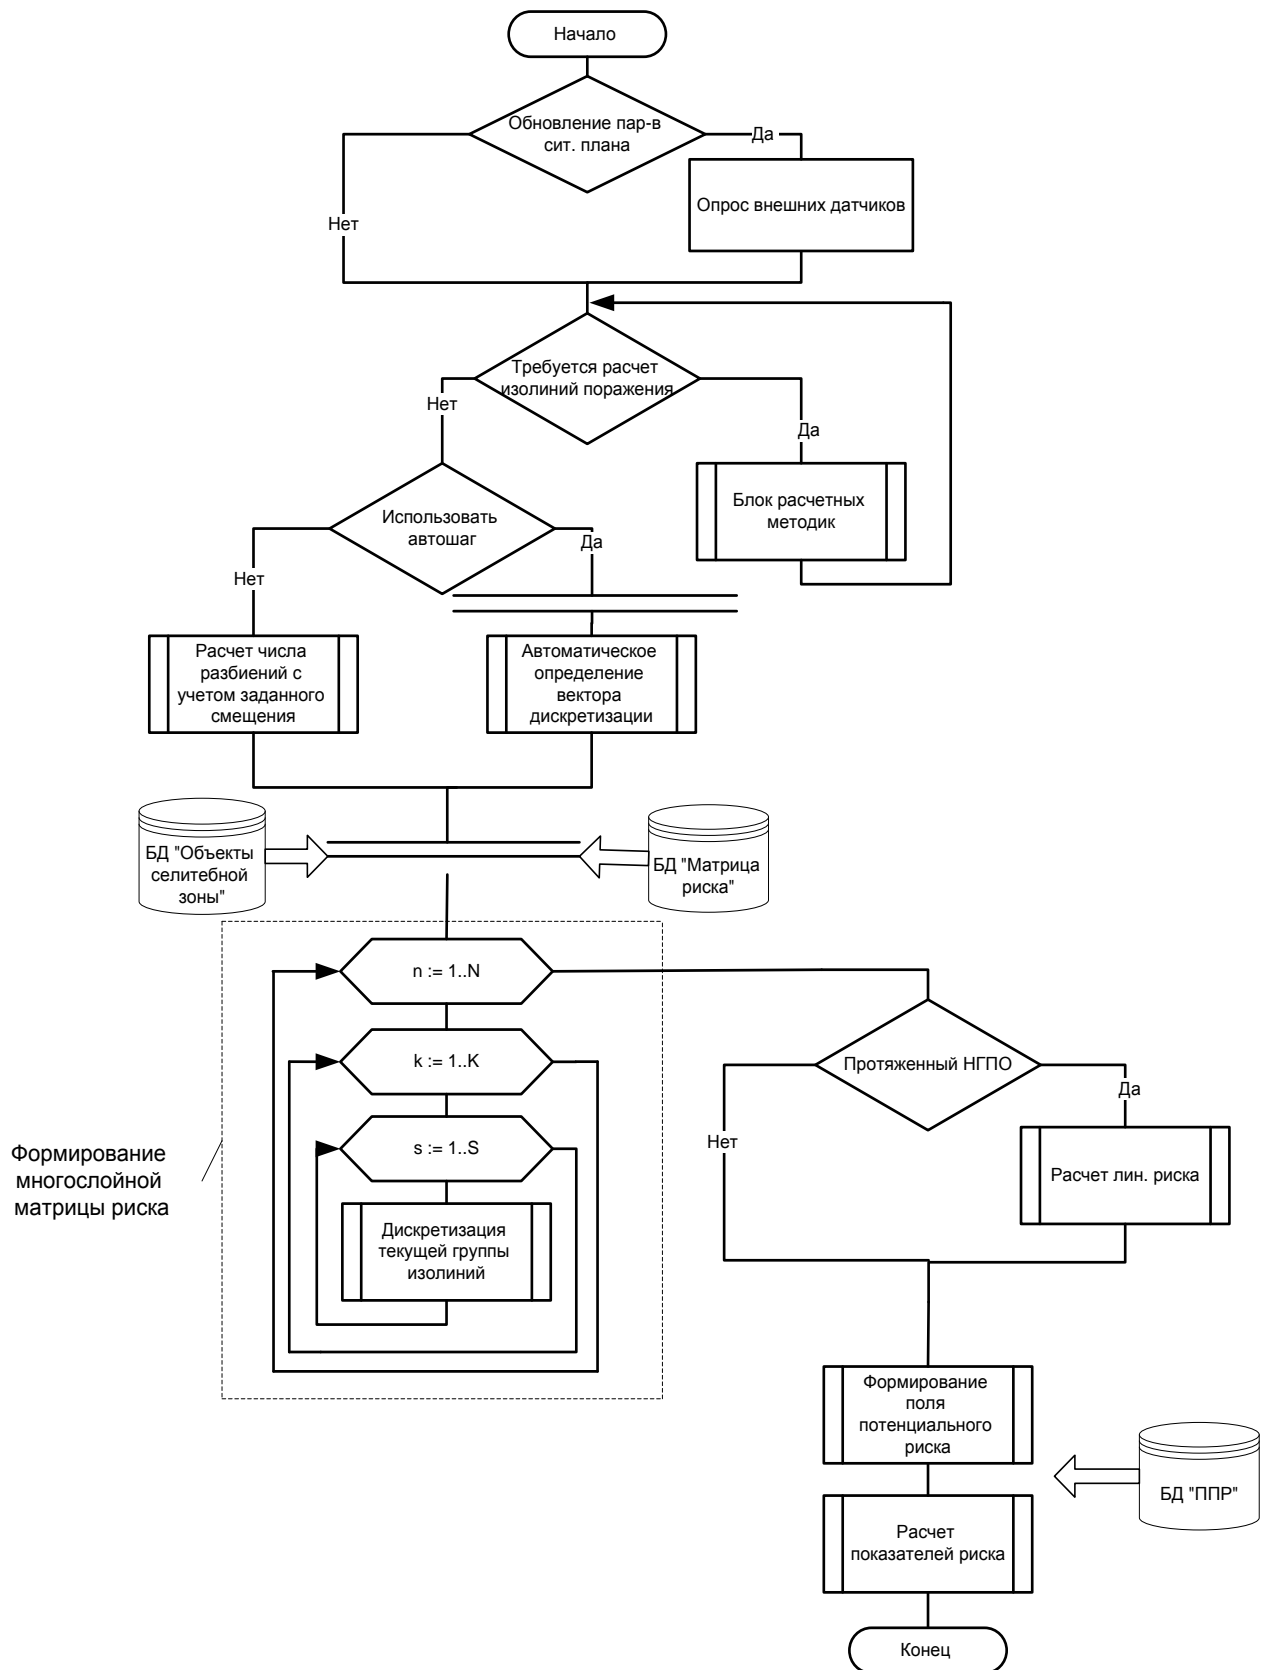 Начало
Обновление пар-в
сит. плана
Да
Опрос внешних датчиков
Нет
Требуется расчет
изолиний поражения
Нет
Да
Блок расчетных
методик
Использовать
автошаг
Да
Нет
Расчет числа
разбиений с
учетом заданного
смещения
Автоматическое
определение
вектора
дискретизации
БД "Объекты
селитебной
зоны"
БД "Матрица
риска"
n := 1..N
k := 1..K
s := 1..S
Дискретизация
текущей группы
изолиний
Формирование
многослойной
матрицы риска
Протяженный НГПО
Да
Нет
Расчет лин. риска
Формирование
поля
потенциального
риска
БД "ППР"
Расчет
показателей риска
Конец